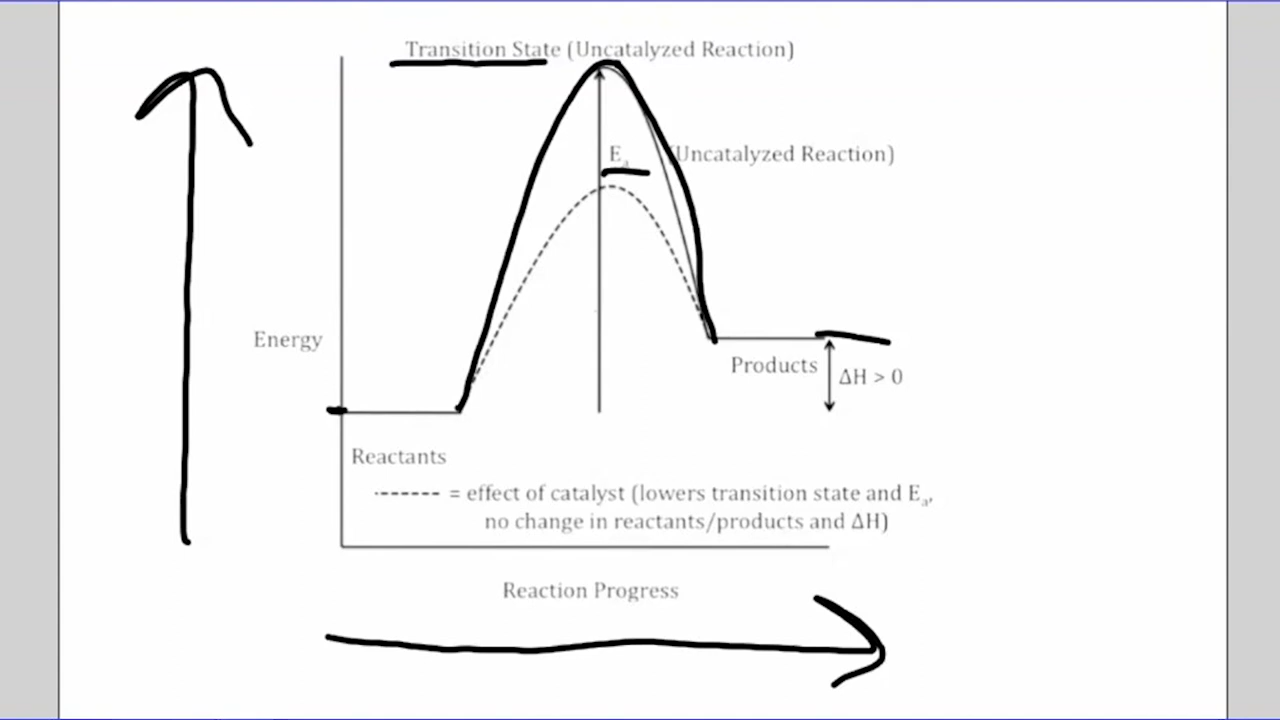 Transition State (Uncatalyzed Reaction)
Eₐ (Uncatalyzed Reaction)
Energy
Products
ΔH > 0
Reactants
= effect of catalyst (lowers transition state and Eₐ,
no change in reactants/products and ΔH)
Reaction Progress